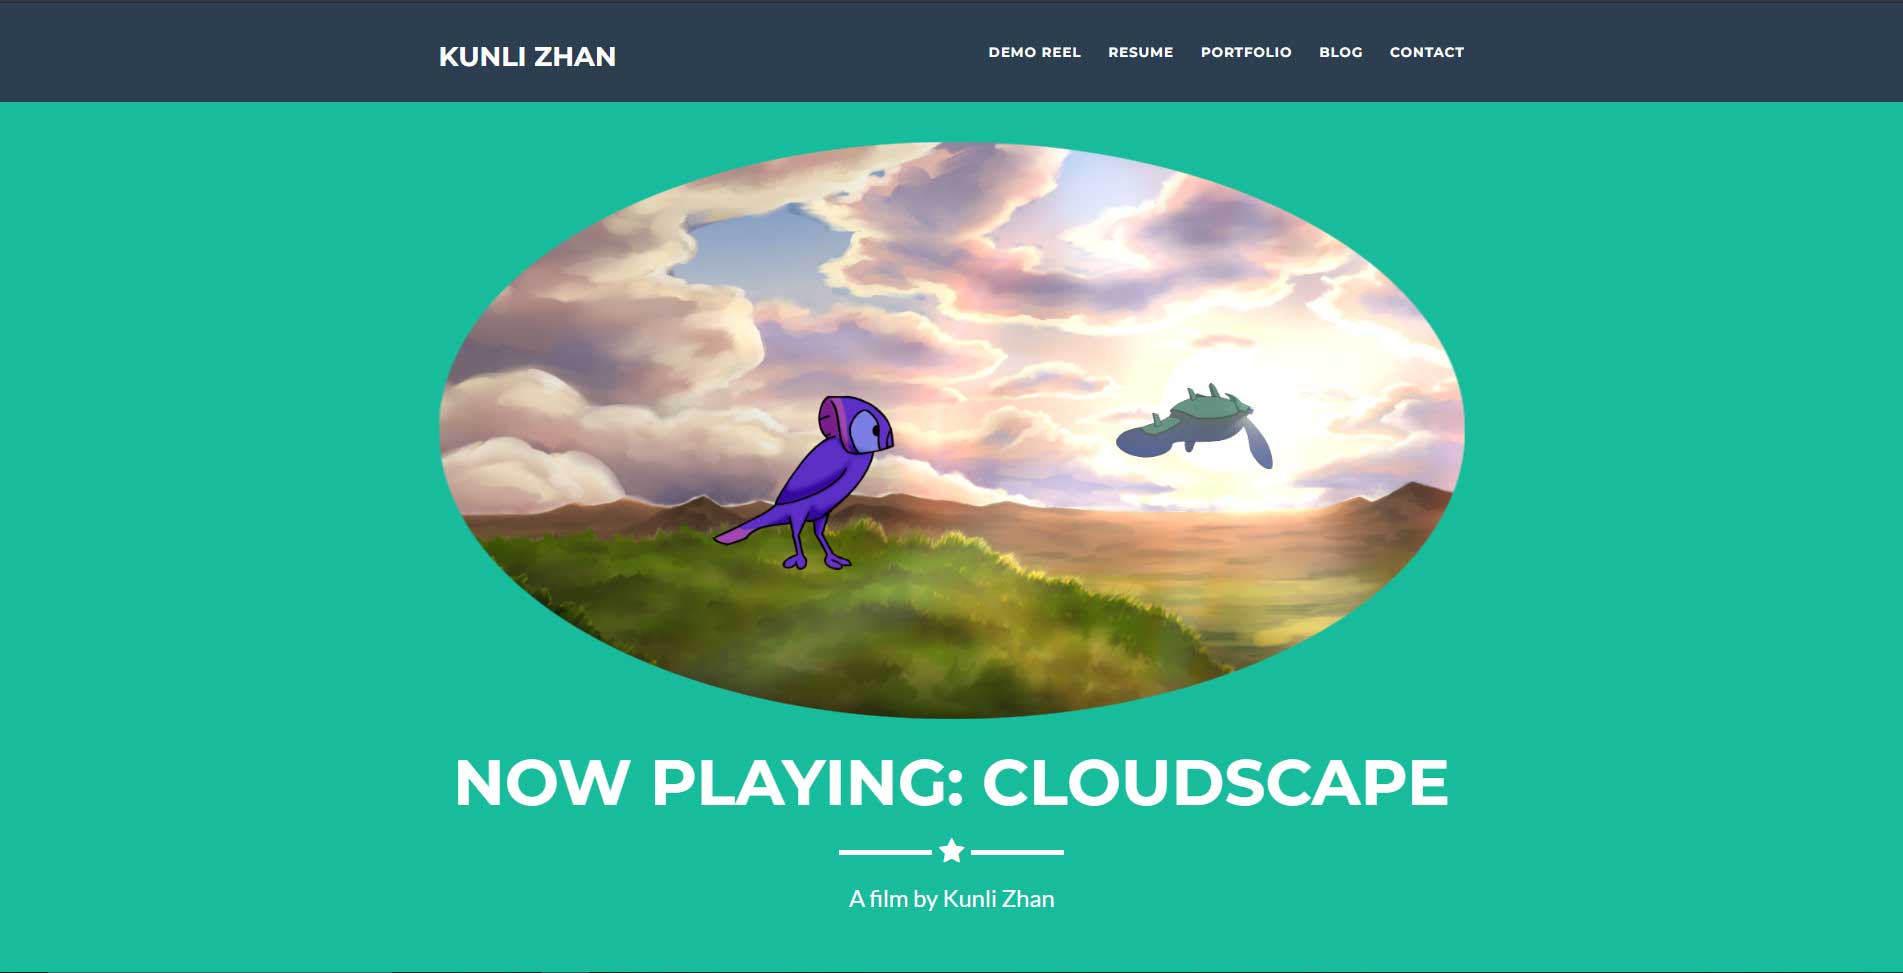 KUNLI ZHAN
DEMO REEL RESUME PORTFOLIO BLOG CONTACT
NOW PLAYING: CLOUDSCAPE
A film by Kunli Zhan